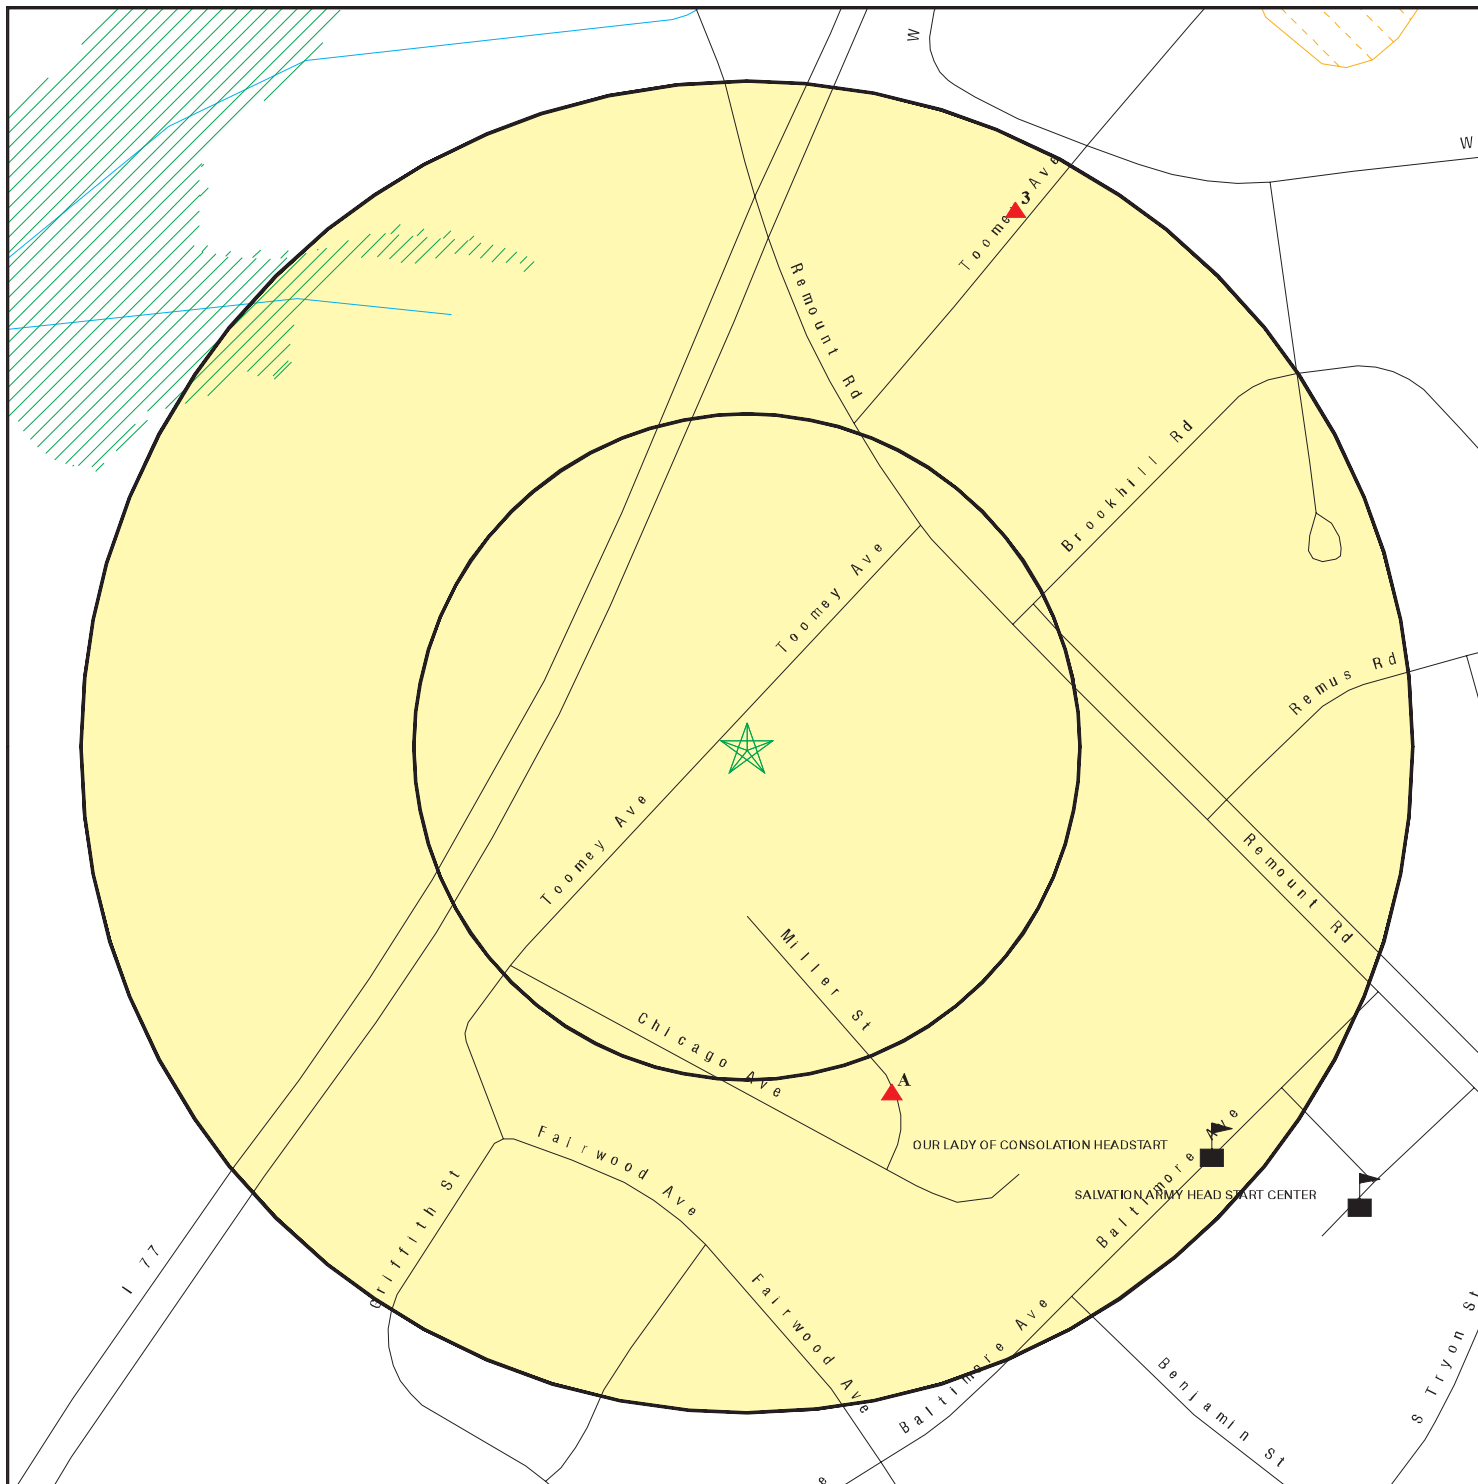 W
W
Toomey Ave
3
Remount Rd
Brookhill Rd
Toomey Ave
Remus Rd
Toomey Ave
Remount Rd
Miller St
Chicago Ave
A
Fairwood Ave
OUR LADY OF CONSOLATION HEADSTART
Baltimore Ave
SALVATION ARMY HEAD START CENTER
Griffith St
I 77
Fairwood Ave
Baltimore Ave
Benjamin St
S Tryon St
e